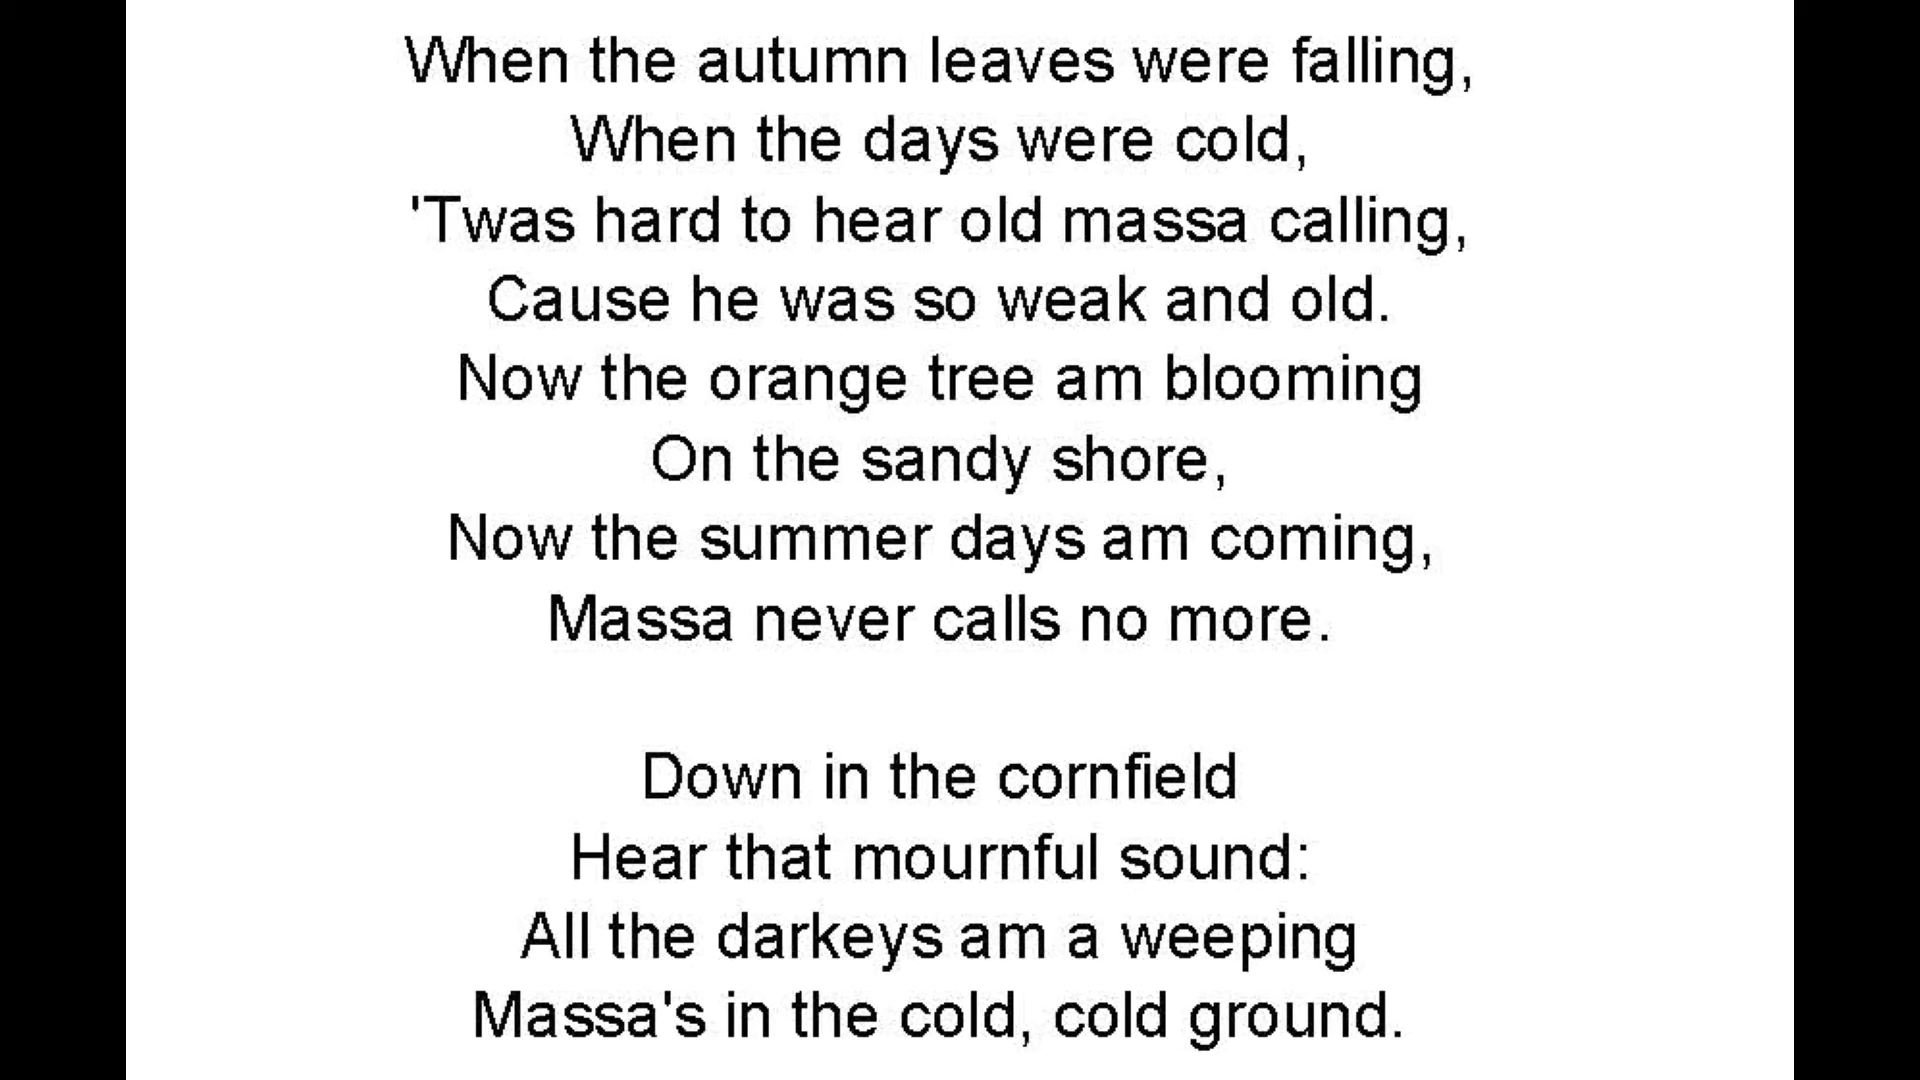 When the autumn leaves were falling,
When the days were cold,
'Twas hard to hear old massa calling,
Cause he was so weak and old.
Now the orange tree am blooming
On the sandy shore,
Now the summer days am coming,
Massa never calls no more.
Down in the cornfield
Hear that mournful sound:
All the darkeys am a weeping
Massa's in the cold, cold ground.